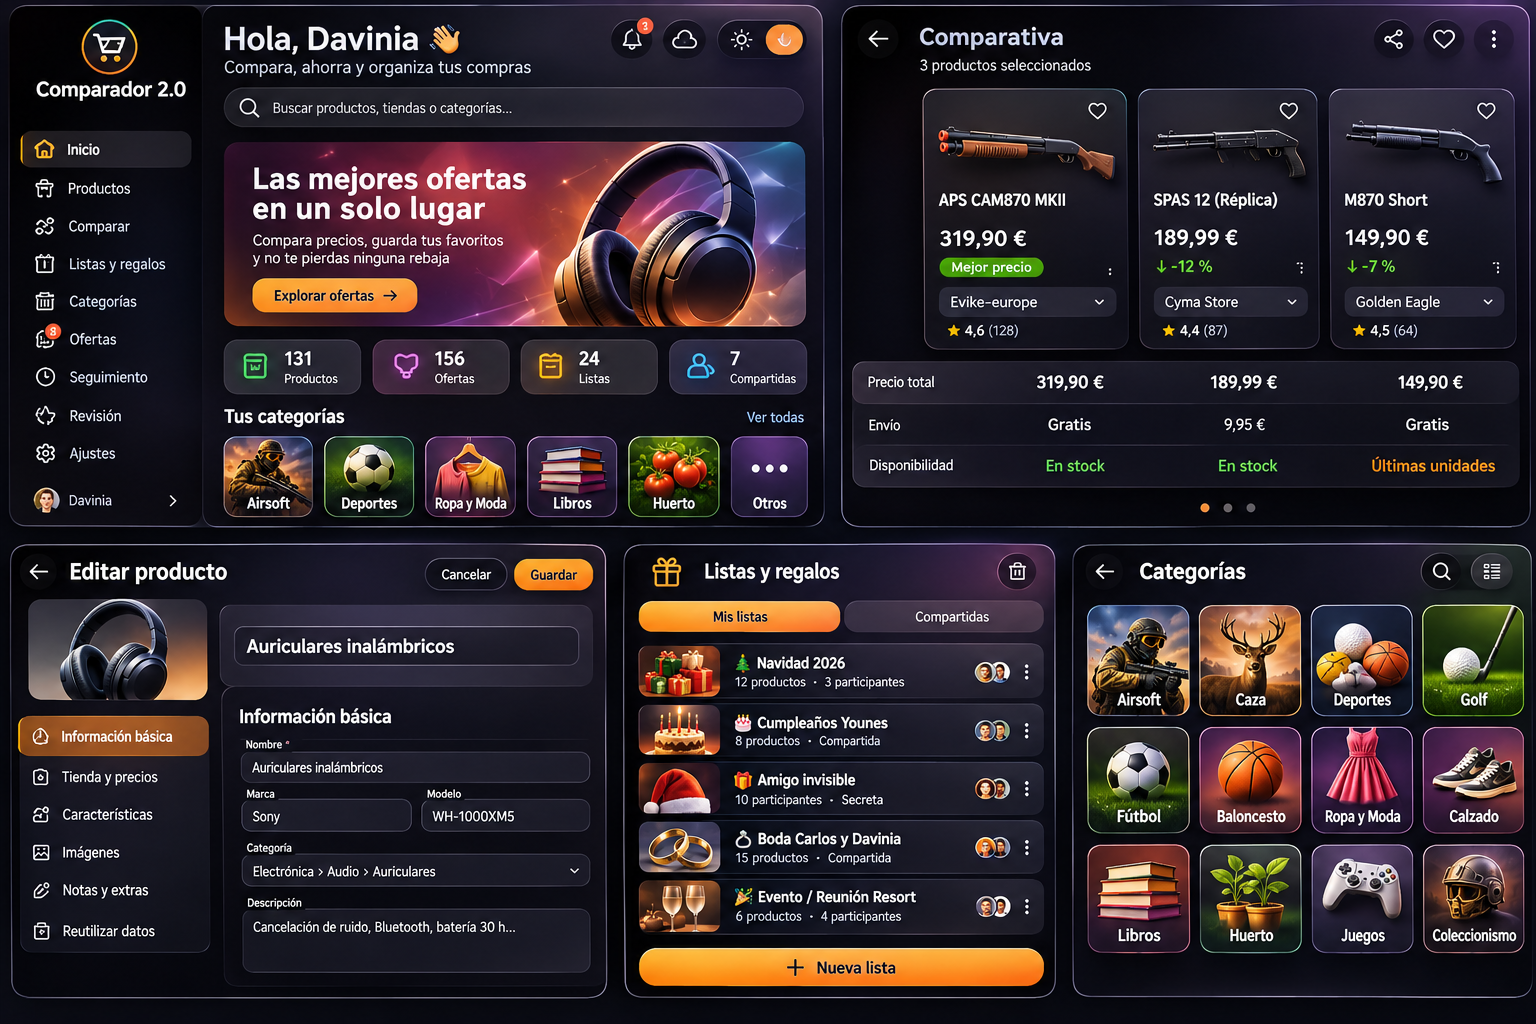 Comparador 2.0
Inicio
Productos
Comparar
Listas y regalos
Categorías
3
Ofertas
Seguimiento
Revisión
Ajustes
Davinia
Hola, Davinia 👋
3
Compara, ahorra y organiza tus compras
Buscar productos, tiendas o categorías...
Las mejores ofertas
en un solo lugar
Compara precios, guarda tus favoritos
y no te pierdas ninguna rebaja
Explorar ofertas →
131
Productos
156
Ofertas
24
Listas
7
Compartidas
Tus categorías
Ver todas
Airsoft
Deportes
Ropa y Moda
Libros
Huerto
Otros
Comparativa
3 productos seleccionados
APS CAM870 MKII
319,90 €
Mejor precio
Evike-europe
4,6 (128)
SPAS 12 (Réplica)
189,99 €
↓ -12 %
Cyma Store
4,4 (87)
M870 Short
149,90 €
↓ -7 %
Golden Eagle
4,5 (64)
Precio total 319,90 € 189,99 € 149,90 €
Envío Gratis 9,95 € Gratis
Disponibilidad En stock En stock Últimas unidades
Editar producto
Cancelar
Guardar
Información básica
Tienda y precios
Características
Imágenes
Notas y extras
Reutilizar datos
Auriculares inalámbricos
Información básica
Nombre *
Auriculares inalámbricos
Marca
Sony
Modelo
WH-1000XM5
Categoría
Electrónica › Audio › Auriculares
Descripción
Cancelación de ruido, Bluetooth, batería 30 h...
Listas y regalos
Mis listas
Compartidas
🎄 Navidad 2026
12 productos · 3 participantes
🎂 Cumpleaños Younes
8 productos · Compartida
🎁 Amigo invisible
10 participantes · Secreta
💍 Boda Carlos y Davinia
15 productos · Compartida
🎉 Evento / Reunión Resort
6 productos · 4 participantes
+ Nueva lista
Categorías
Airsoft
Caza
Deportes
Golf
Fútbol
Baloncesto
Ropa y Moda
Calzado
Libros
Huerto
Juegos
Coleccionismo